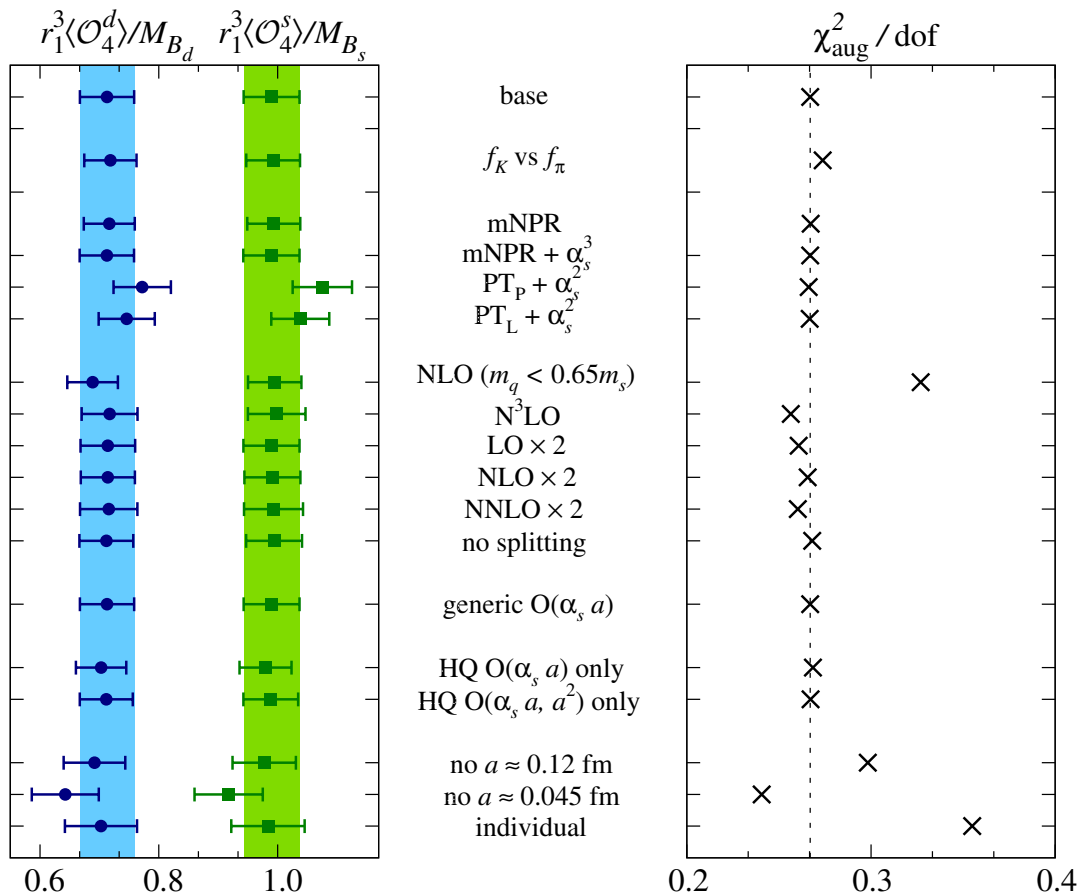 r₁³⟨𝒪₄ᵈ⟩/M_{B_d} r₁³⟨𝒪₄ˢ⟩/M_{B_s} χ²_aug / dof
base
f_K vs f_π
mNPR
mNPR + α_s³
PT_P + α_s²
PT_L + α_s²
NLO (m_q < 0.65m_s)
N³LO
LO × 2
NLO × 2
NNLO × 2
no splitting
generic O(α_s a)
HQ O(α_s a) only
HQ O(α_s a, a²) only
no a ≈ 0.12 fm
no a ≈ 0.045 fm
individual
0.6 0.8 1.0 0.2 0.3 0.4